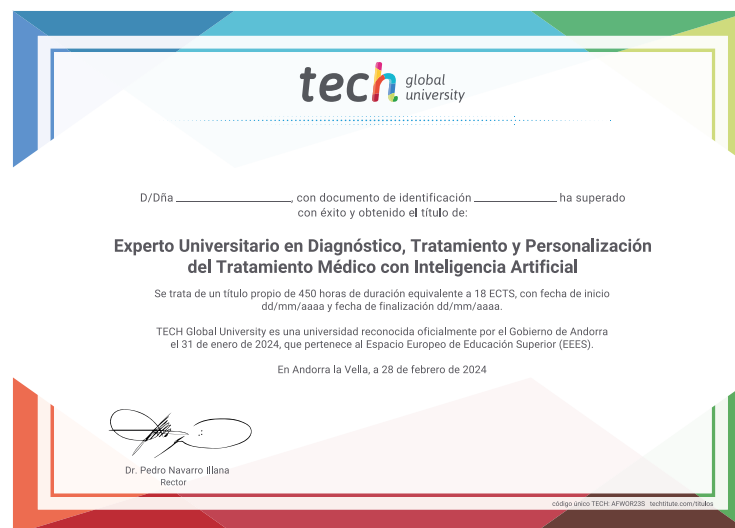 tech global university
D/Dña ________________, con documento de identificación ____________ ha superado
con éxito y obtenido el título de:
Experto Universitario en Diagnóstico, Tratamiento y Personalización
del Tratamiento Médico con Inteligencia Artificial
Se trata de un título propio de 450 horas de duración equivalente a 18 ECTS, con fecha de inicio
dd/mm/aaaa y fecha de finalización dd/mm/aaaa.
TECH Global University es una universidad reconocida oficialmente por el Gobierno de Andorra
el 31 de enero de 2024, que pertenece al Espacio Europeo de Educación Superior (EEES).
En Andorra la Vella, a 28 de febrero de 2024
Dr. Pedro Navarro Illana
Rector
código único TECH: AFWOR23S techtitute.com/títulos